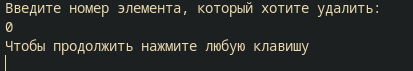 Введите номер элемента, который хотите удалить:
0
Чтобы продолжить нажмите любую клавишу